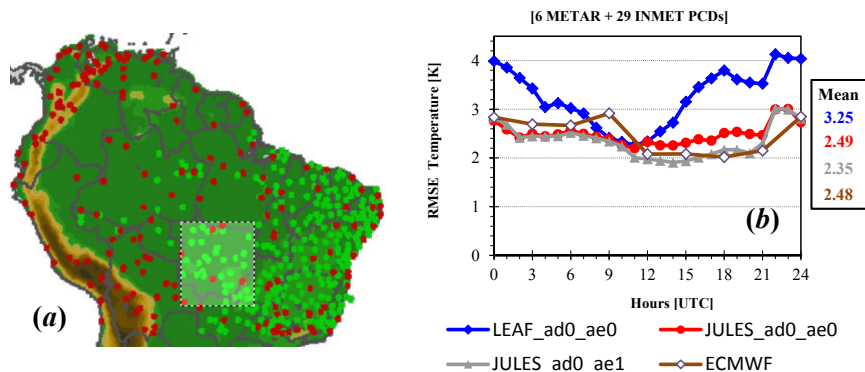 [6 METAR + 29 INMET PCDs]
RMSE Temperature [K]
5
4
3
2
1
0
0 3 6 9 12 15 18 21 24
Hours [UTC]
(a)
(b)
Mean
3.25
2.49
2.35
2.48
LEAF_ad0_ae0 JULES_ad0_ae0
JULES_ad0_ae1 ECMWF